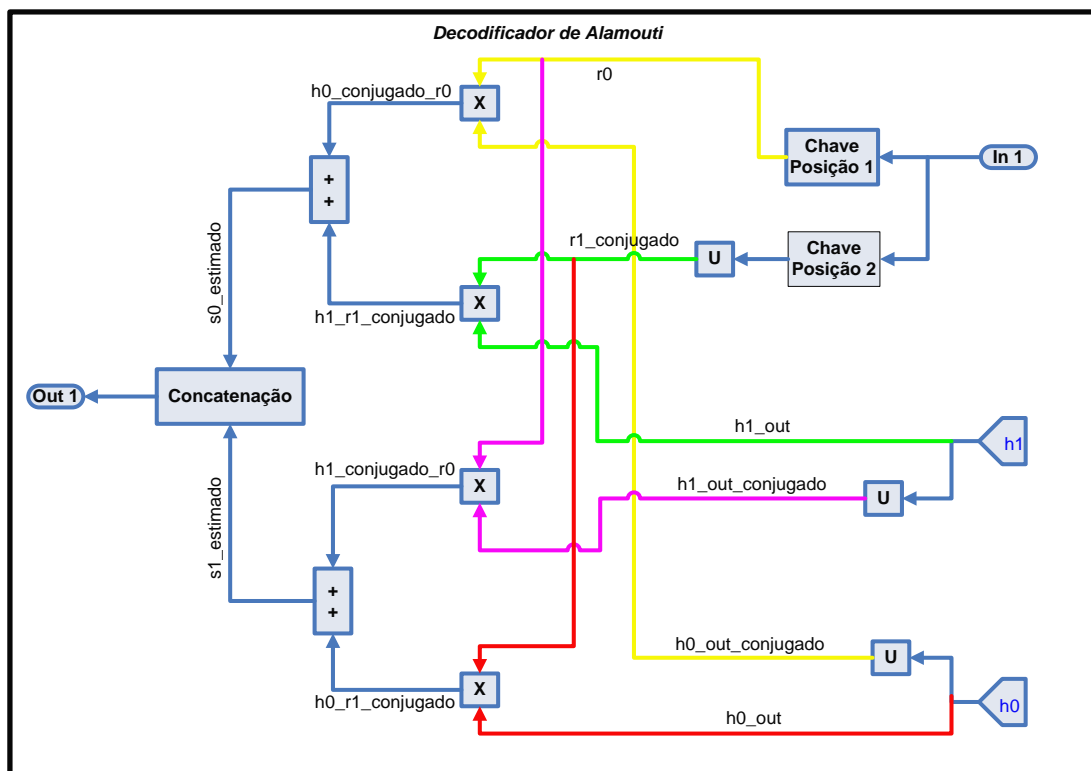 Decodificador de Alamouti
r0
h0_conjugado_r0
X
Chave
Posição 1
In 1
+
+
r1_conjugado
U
Chave
Posição 2
s0_estimado
X
h1_r1_conjugado
Out 1
Concatenação
h1_out
h1
h1_conjugado_r0
X
h1_out_conjugado
U
s1_estimado
+
+
h0_out_conjugado
U
X
h0_r1_conjugado
h0_out
h0